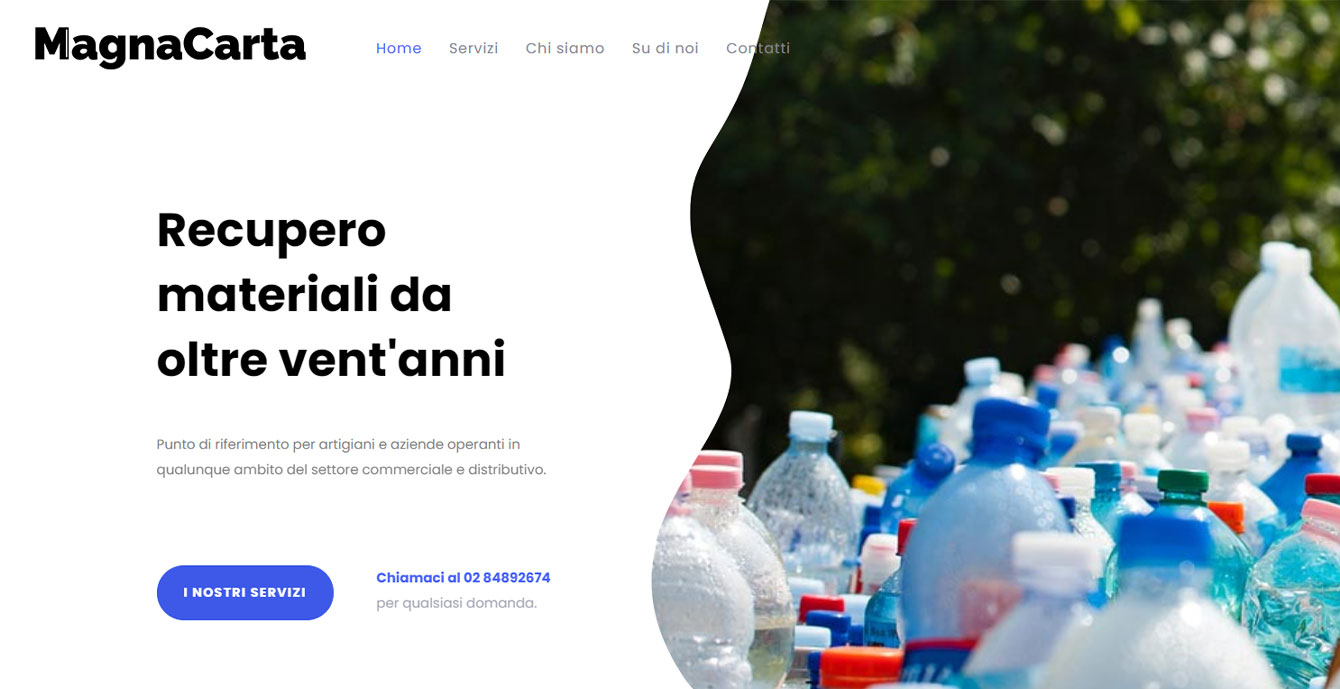 MagnaCarta
Home Servizi Chi siamo Su di noi Contatti
Recupero
materiali da
oltre vent'anni
Punto di riferimento per artigiani e aziende operanti in
qualunque ambito del settore commerciale e distributivo.
I NOSTRI SERVIZI
Chiamaci al 02 84892674
per qualsiasi domanda.